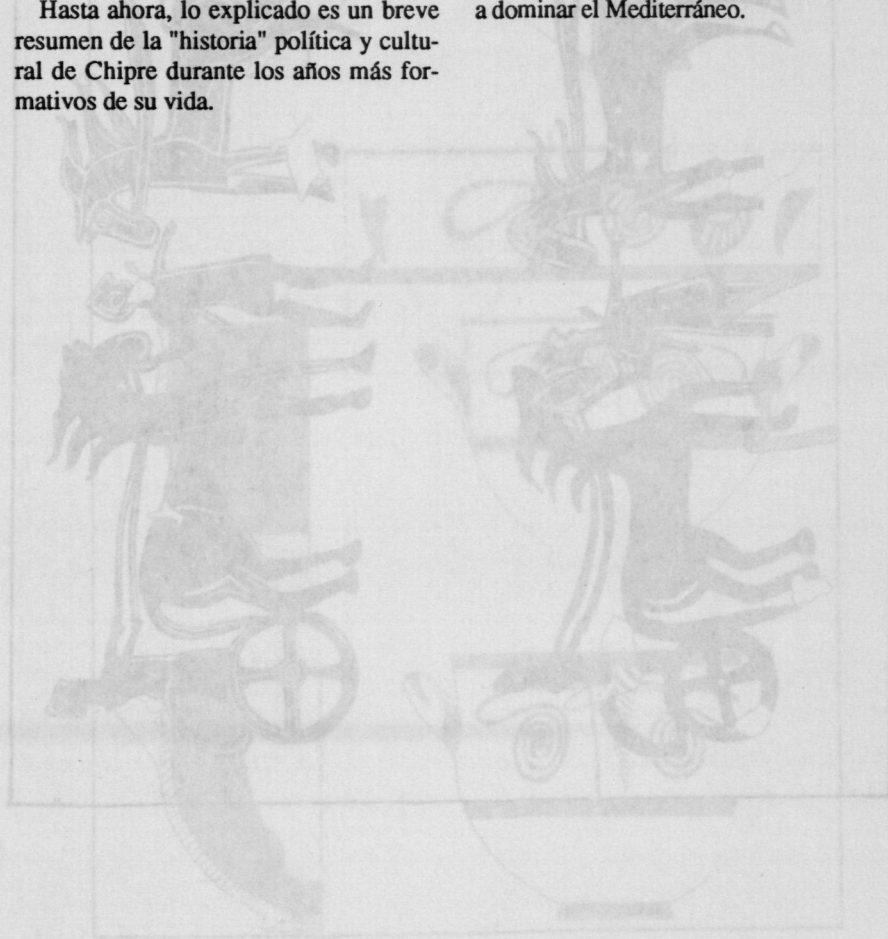 Hasta ahora, lo explicado es un breve
resumen de la "historia" política y cultu-
ral de Chipre durante los años más for-
mativos de su vida.
a dominar el Mediterráneo.